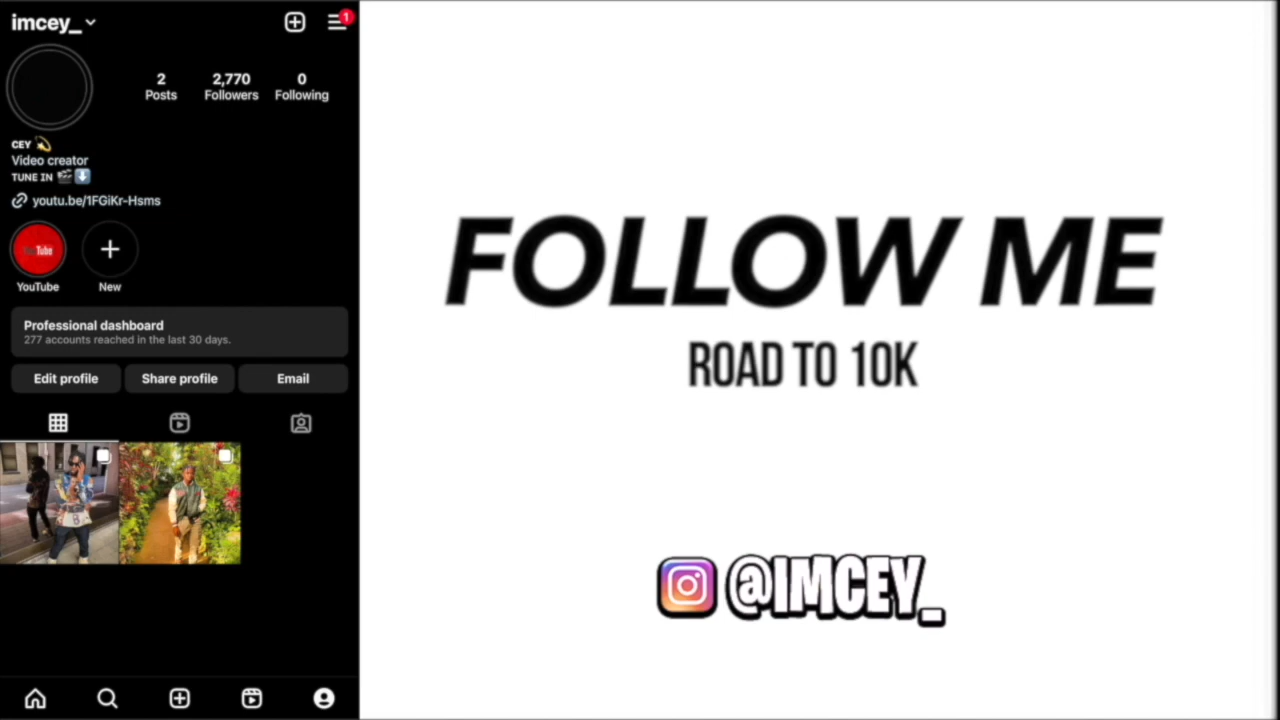 imcey_
1
2
2,770
0
Posts
Followers
Following
CEY
Video creator
TUNE IN
youtu.be/1FGiKr-Hsms
YouTube
YouTube
New
Professional dashboard
277 accounts reached in the last 30 days.
Edit profile
Share profile
Email
FOLLOW ME
ROAD TO 10K
@IMCEY_